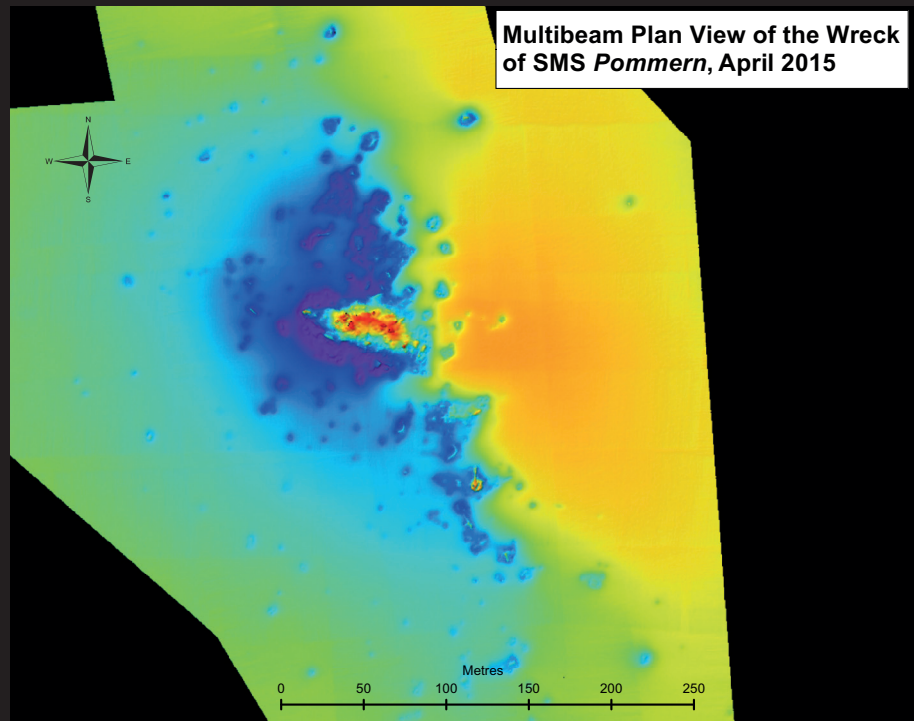 Multibeam Plan View of the Wreck
of SMS Pommern, April 2015
N
W E
S
Metres
0 50 100 150 200 250